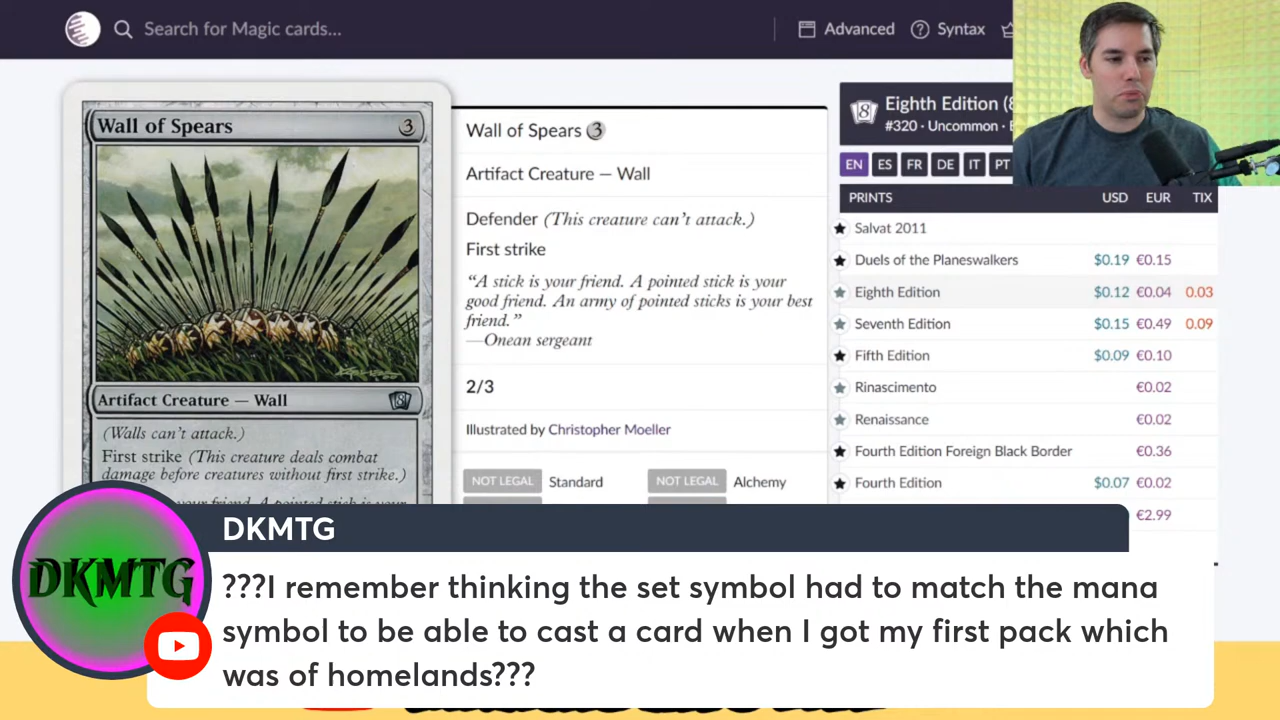 Search for Magic cards...
Advanced
Syntax
Wall of Spears 3
Artifact Creature — Wall
(Walls can't attack.)
First strike (This creature deals combat
damage before creatures without first strike.)
your friend. A pointed stick is your
Wall of Spears 3
Artifact Creature — Wall
Defender (This creature can't attack.)
First strike
“A stick is your friend. A pointed stick is your
good friend. An army of pointed sticks is your best
friend.”
—Onean sergeant
2/3
Illustrated by Christopher Moeller
NOT LEGAL Standard NOT LEGAL Alchemy
Eighth Edition (8
#320 · Uncommon ·
EN ES FR DE IT PT
PRINTS USD EUR TIX
Salvat 2011
Duels of the Planeswalkers $0.19 €0.15
Eighth Edition $0.12 €0.04 0.03
Seventh Edition $0.15 €0.49 0.09
Fifth Edition $0.09 €0.10
Rinascimento €0.02
Renaissance €0.02
Fourth Edition Foreign Black Border €0.36
Fourth Edition $0.07 €0.02
€2.99
DKMTG
DKMTG
???I remember thinking the set symbol had to match the mana
symbol to be able to cast a card when I got my first pack which
was of homelands???